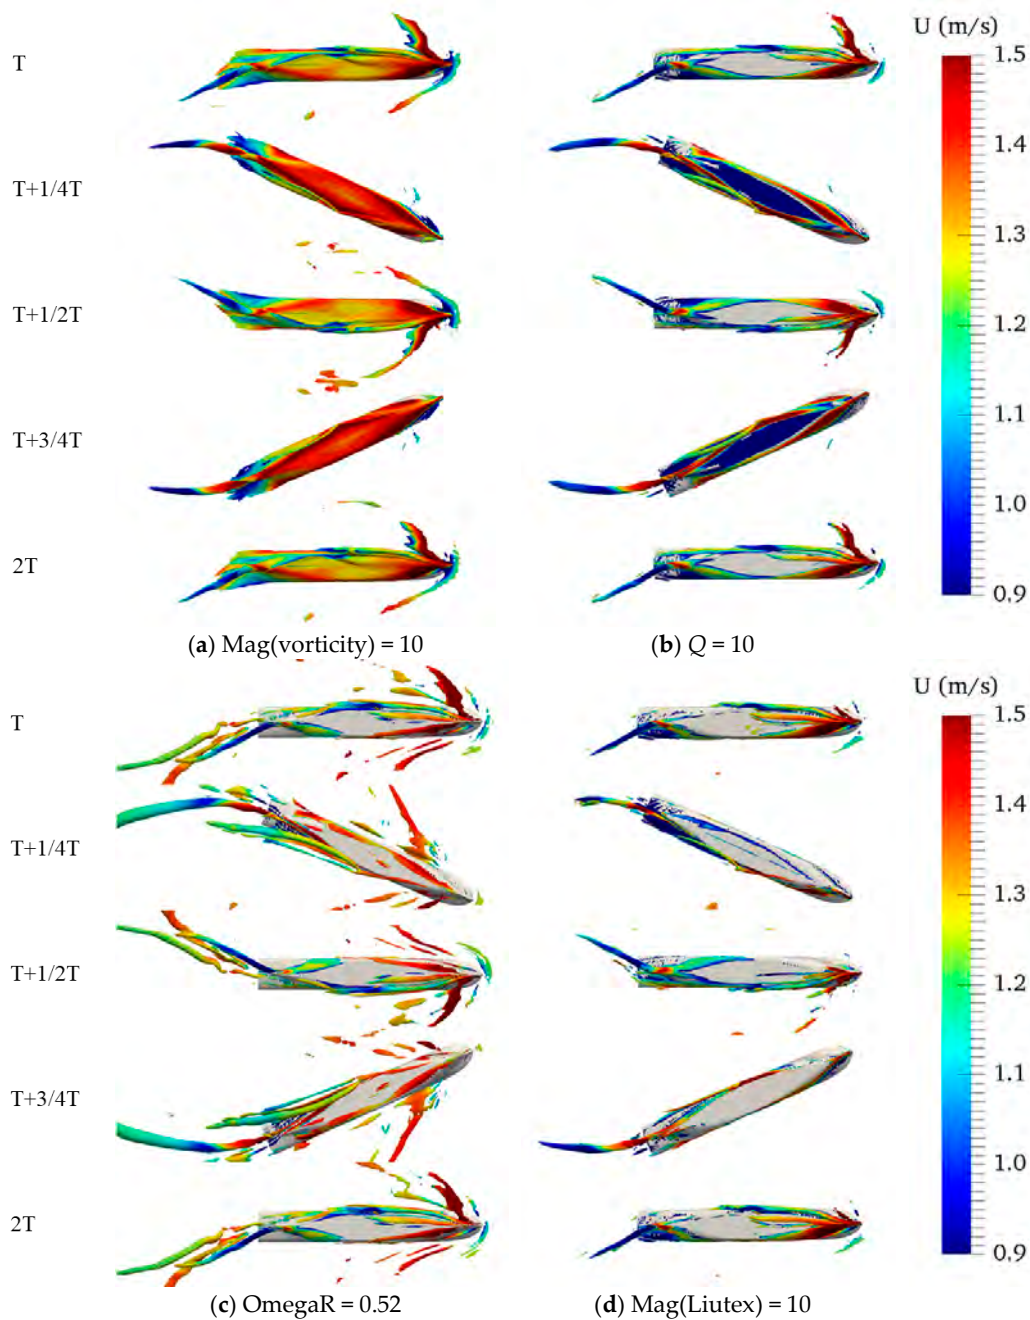 U (m/s)
T
T+1/4T
T+1/2T
T+3/4T
2T
1.5
1.4
1.3
1.2
1.1
1.0
0.9
(a) Mag(vorticity) = 10
(b) Q = 10
U (m/s)
T
T+1/4T
T+1/2T
T+3/4T
2T
1.5
1.4
1.3
1.2
1.1
1.0
0.9
(c) OmegaR = 0.52
(d) Mag(Liutex) = 10